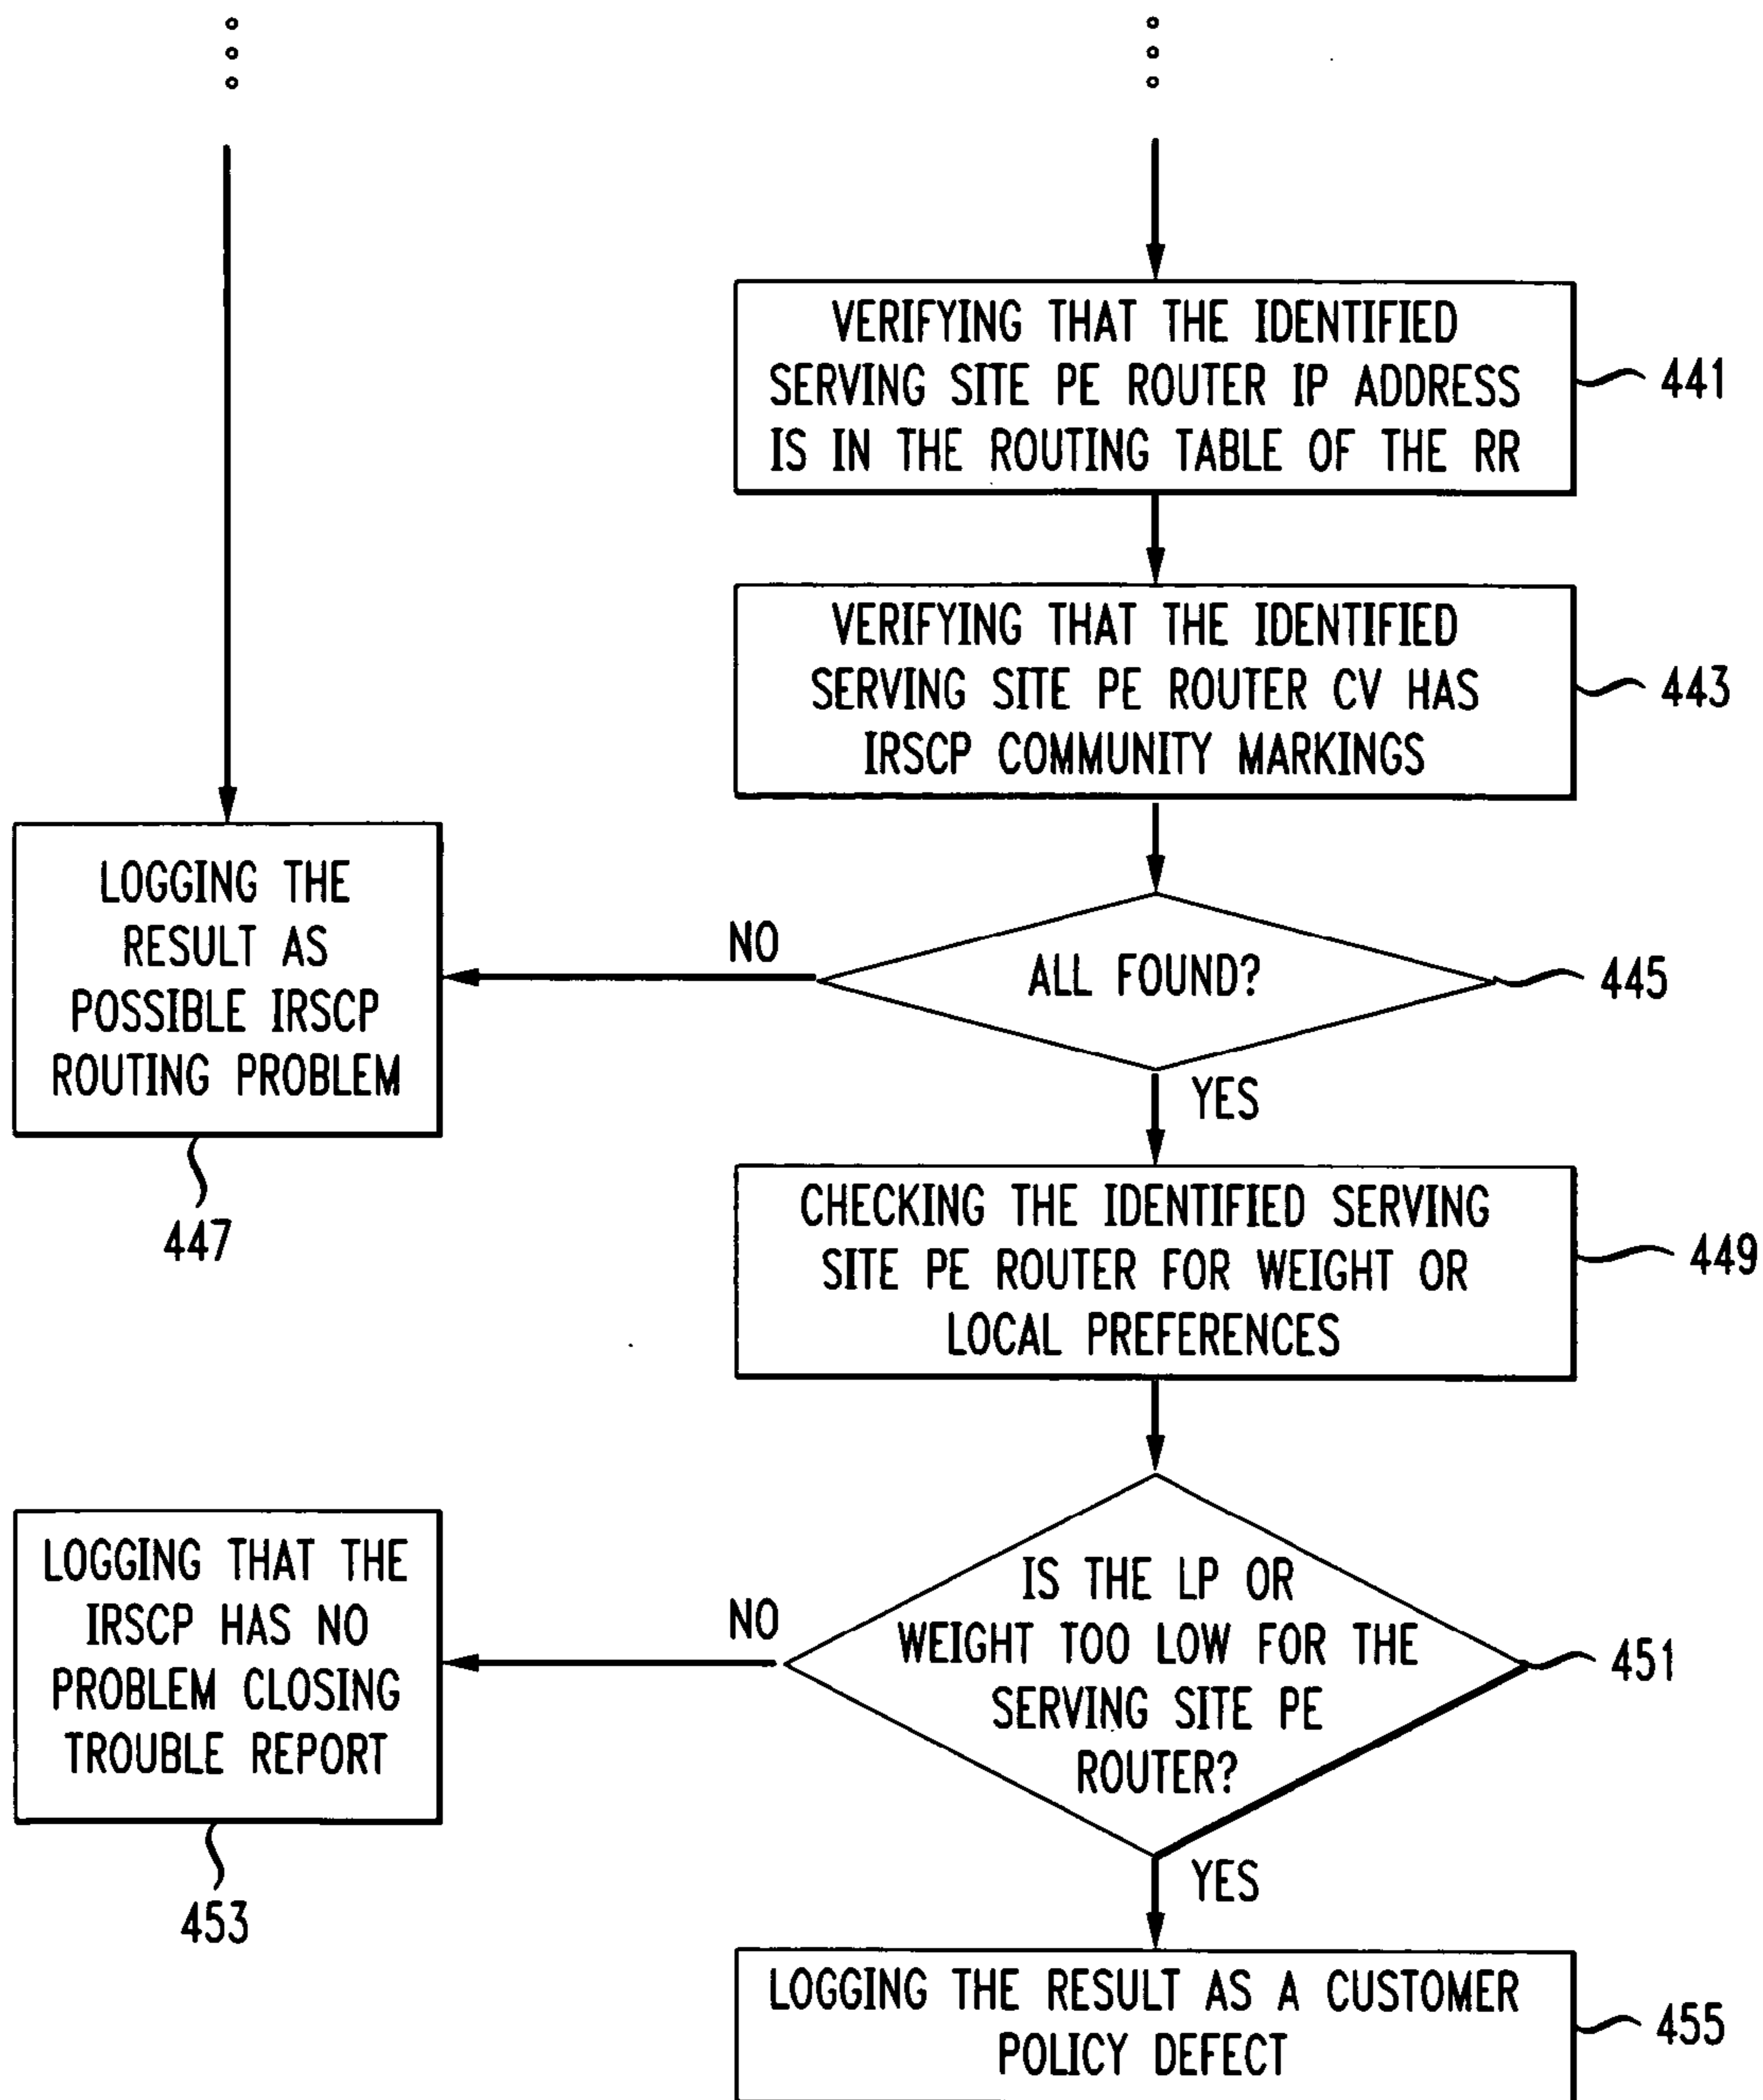 VERIFYING THAT THE IDENTIFIED
SERVING SITE PE ROUTER IP ADDRESS
IS IN THE ROUTING TABLE OF THE RR
441
VERIFYING THAT THE IDENTIFIED
SERVING SITE PE ROUTER CV HAS
IRSCP COMMUNITY MARKINGS
443
LOGGING THE
RESULT AS
POSSIBLE IRSCP
ROUTING PROBLEM
447
NO
ALL FOUND?
445
YES
CHECKING THE IDENTIFIED SERVING
SITE PE ROUTER FOR WEIGHT OR
LOCAL PREFERENCES
449
LOGGING THAT THE
IRSCP HAS NO
PROBLEM CLOSING
TROUBLE REPORT
453
NO
IS THE LP OR
WEIGHT TOO LOW FOR THE
SERVING SITE PE
ROUTER?
451
YES
LOGGING THE RESULT AS A CUSTOMER
POLICY DEFECT
455